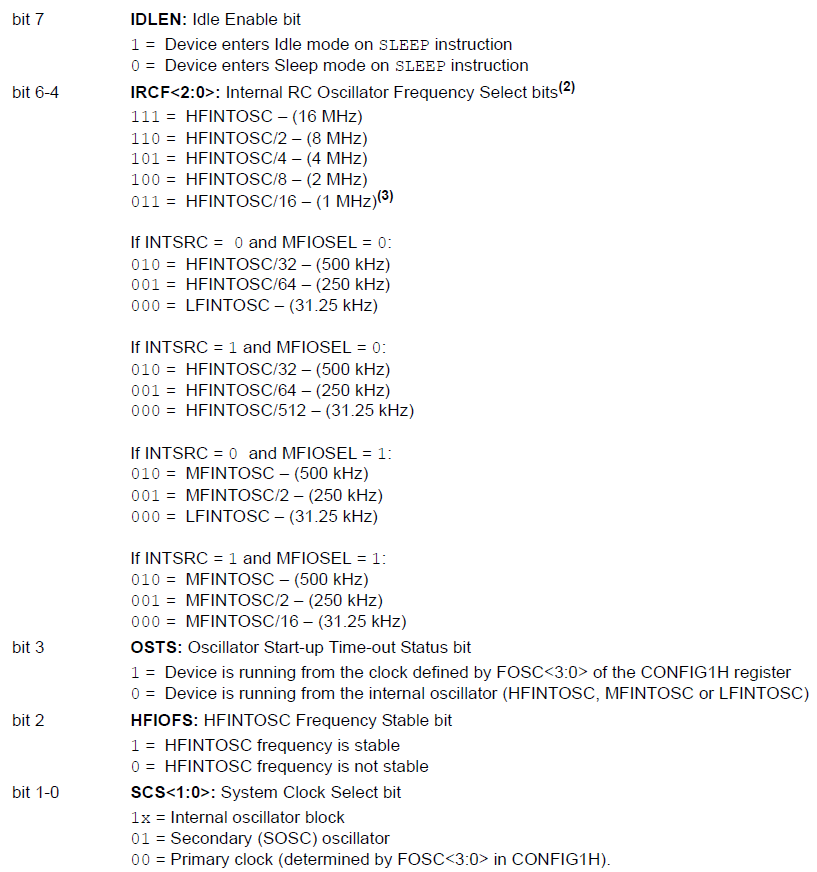 bit 7 IDLEN: Idle Enable bit
1 = Device enters Idle mode on SLEEP instruction
0 = Device enters Sleep mode on SLEEP instruction
bit 6-4 IRCF<2:0>: Internal RC Oscillator Frequency Select bits(2)
111 = HFINTOSC – (16 MHz)
110 = HFINTOSC/2 – (8 MHz)
101 = HFINTOSC/4 – (4 MHz)
100 = HFINTOSC/8 – (2 MHz)
011 = HFINTOSC/16 – (1 MHz)(3)
If INTSRC = 0 and MFIOSEL = 0:
010 = HFINTOSC/32 – (500 kHz)
001 = HFINTOSC/64 – (250 kHz)
000 = LFINTOSC – (31.25 kHz)
If INTSRC = 1 and MFIOSEL = 0:
010 = HFINTOSC/32 – (500 kHz)
001 = HFINTOSC/64 – (250 kHz)
000 = HFINTOSC/512 – (31.25 kHz)
If INTSRC = 0 and MFIOSEL = 1:
010 = MFINTOSC – (500 kHz)
001 = MFINTOSC/2 – (250 kHz)
000 = LFINTOSC – (31.25 kHz)
If INTSRC = 1 and MFIOSEL = 1:
010 = MFINTOSC – (500 kHz)
001 = MFINTOSC/2 – (250 kHz)
000 = MFINTOSC/16 – (31.25 kHz)
bit 3 OSTS: Oscillator Start-up Time-out Status bit
1 = Device is running from the clock defined by FOSC<3:0> of the CONFIG1H register
0 = Device is running from the internal oscillator (HFINTOSC, MFINTOSC or LFINTOSC)
bit 2 HFIOFS: HFINTOSC Frequency Stable bit
1 = HFINTOSC frequency is stable
0 = HFINTOSC frequency is not stable
bit 1-0 SCS<1:0>: System Clock Select bit
1x = Internal oscillator block
01 = Secondary (SOSC) oscillator
00 = Primary clock (determined by FOSC<3:0> in CONFIG1H).